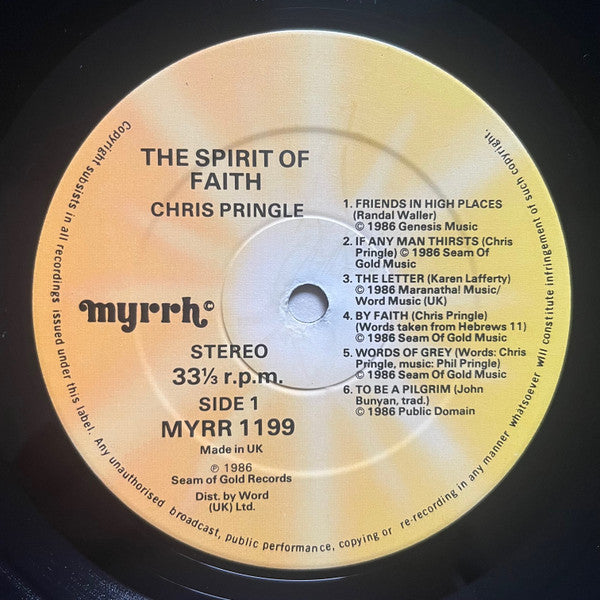 THE SPIRIT OF
FAITH
CHRIS PRINGLE
myrrh©
STEREO
33⅓ r.p.m.
SIDE 1
MYRR 1199
Made in UK
℗ 1986
Seam of Gold Records
Dist. by Word
(UK) Ltd.
1. FRIENDS IN HIGH PLACES
(Randal Waller)
© 1986 Genesis Music
2. IF ANY MAN THIRSTS (Chris
Pringle) © 1986 Seam Of
Gold Music
3. THE LETTER (Karen Lafferty)
© 1986 Maranatha! Music/
Word Music (UK)
4. BY FAITH (Chris Pringle)
(Words taken from Hebrews 11)
© 1986 Seam Of Gold Music
5. WORDS OF GREY (Words: Chris
Pringle, music: Phil Pringle)
© 1986 Seam Of Gold Music
6. TO BE A PILGRIM (John
Bunyan, trad.)
© 1986 Public Domain
Copyright subsists in all recordings issued under this label. Any unauthorised broadcast, public performance, copying or re-recording in any manner whatsoever will constitute infringement of such copyright.